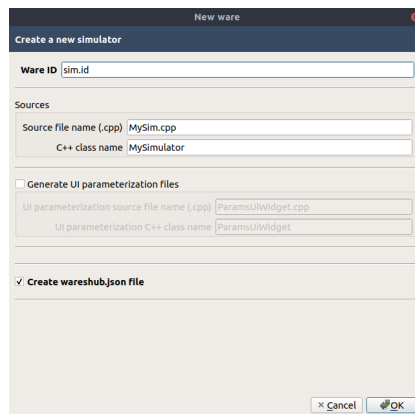 New ware
Create a new simulator
Ware ID sim.id
Sources
Source file name (.cpp) MySim.cpp
C++ class name MySimulator
Generate UI parameterization files
UI parameterization source file name (.cpp) ParamsUiWidget.cpp
UI parameterization C++ class name ParamsUiWidget
Create wareshub.json file
Cancel OK